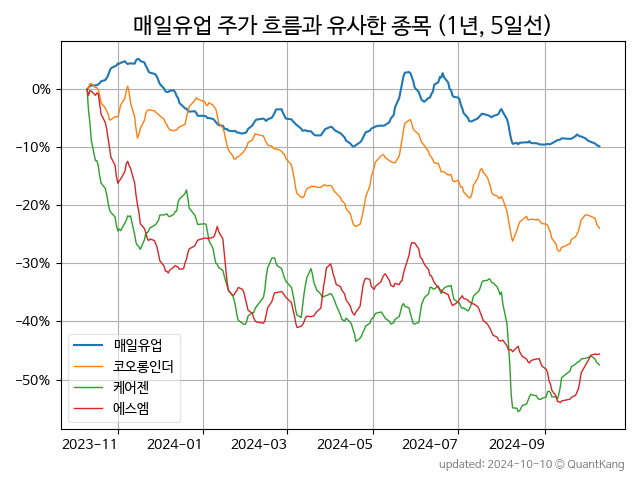 매일유업 주가 흐름과 유사한 종목 (1년, 5일선)
0%
−10%
−20%
−30%
−40%
−50%
매일유업
코오롱인더
케어젠
에스엠
2023-11
2024-01
2024-03
2024-05
2024-07
2024-09
updated: 2024-10-10 © QuantKang